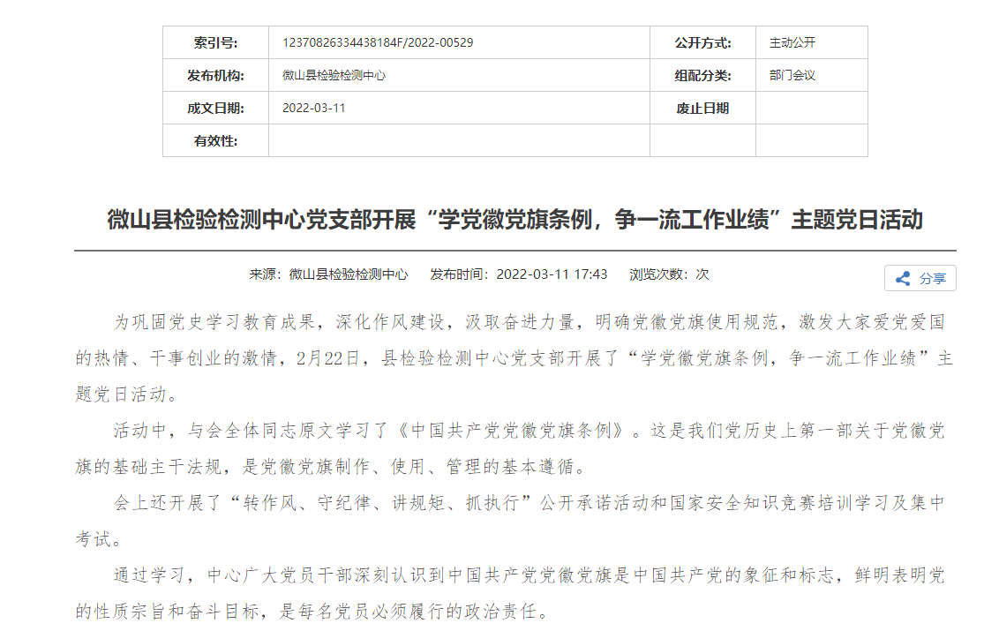 索引号: 12370826334438184F/2022-00529 公开方式: 主动公开
发布机构: 微山县检验检测中心 组配分类: 部门会议
成文日期: 2022-03-11 废止日期
有效性:
微山县检验检测中心党支部开展“学党徽党旗条例，争一流工作业绩”主题党日活动
来源：微山县检验检测中心 发布时间：2022-03-11 17:43 浏览次数：次
分享
为巩固党史学习教育成果，深化作风建设，汲取奋进力量，明确党徽党旗使用规范，激发大家爱党爱国
的热情、干事创业的激情，2月22日，县检验检测中心党支部开展了“学党徽党旗条例，争一流工作业绩”主
题党日活动。
活动中，与会全体同志原文学习了《中国共产党党徽党旗条例》。这是我们党历史上第一部关于党徽党
旗的基础主干法规，是党徽党旗制作、使用、管理的基本遵循。
会上还开展了“转作风、守纪律、讲规矩、抓执行”公开承诺活动和国家安全知识竞赛培训学习及集中
考试。
通过学习，中心广大党员干部深刻认识到中国共产党党徽党旗是中国共产党的象征和标志，鲜明表明党
的性质宗旨和奋斗目标，是每名党员必须履行的政治责任。